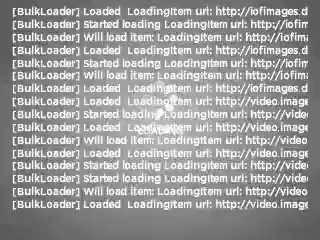 [BulkLoader] Loaded LoadingItem url: http://iofimages.d
[BulkLoader] Started loading LoadingItem url: http://iofim
[BulkLoader] Will load item: LoadingItem url: http://iofima
[BulkLoader] Loaded LoadingItem url: http://iofimages.d
[BulkLoader] Started loading LoadingItem url: http://iofim
[BulkLoader] Will load item: LoadingItem url: http://iofima
[BulkLoader] Loaded LoadingItem url: http://iofimages.d
[BulkLoader] Loaded LoadingItem url: http://video.image
[BulkLoader] Started loading LoadingItem url: http://video
[BulkLoader] Loaded LoadingItem url: http://video.image
[BulkLoader] Will load item: LoadingItem url: http://video
[BulkLoader] Loaded LoadingItem url: http://video.image
[BulkLoader] Started loading LoadingItem url: http://video
[BulkLoader] Started loading LoadingItem url: http://video
[BulkLoader] Will load item: LoadingItem url: http://video
[BulkLoader] Loaded LoadingItem url: http://video.image